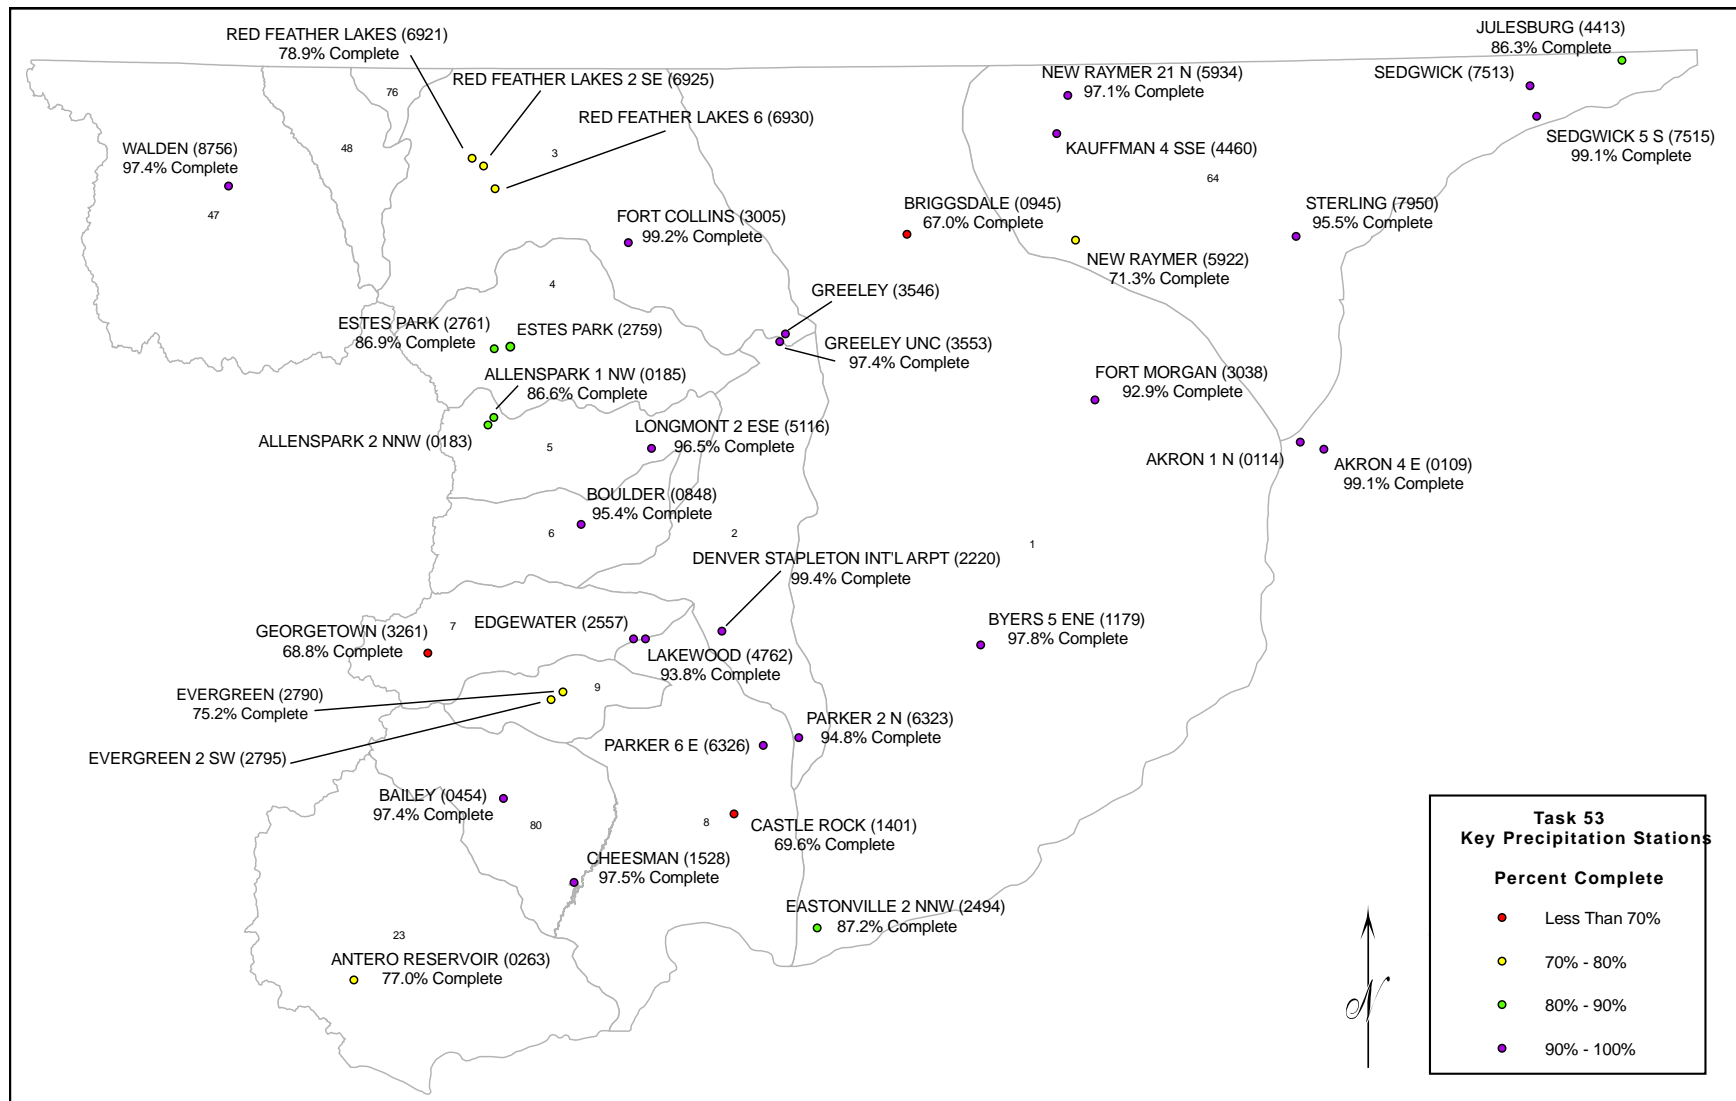 RED FEATHER LAKES (6921)
78.9% Complete
JULESBURG (4413)
86.3% Complete
RED FEATHER LAKES 2 SE (6925)
NEW RAYMER 21 N (5934)
97.1% Complete
SEDGWICK (7513)
76
RED FEATHER LAKES 6 (6930)
WALDEN (8756)
97.4% Complete
48
3
KAUFFMAN 4 SSE (4460)
SEDGWICK 5 S (7515)
99.1% Complete
64
47
FORT COLLINS (3005)
99.2% Complete
BRIGGSDALE (0945)
67.0% Complete
STERLING (7950)
95.5% Complete
NEW RAYMER (5922)
71.3% Complete
4
GREELEY (3546)
ESTES PARK (2761)
86.9% Complete
ESTES PARK (2759)
GREELEY UNC (3553)
97.4% Complete
ALLENSPARK 1 NW (0185)
86.6% Complete
FORT MORGAN (3038)
92.9% Complete
ALLENSPARK 2 NNW (0183)
5
LONGMONT 2 ESE (5116)
96.5% Complete
AKRON 1 N (0114)
AKRON 4 E (0109)
99.1% Complete
BOULDER (0848)
95.4% Complete
6
2
1
DENVER STAPLETON INT'L ARPT (2220)
99.4% Complete
7
EDGEWATER (2557)
GEORGETOWN (3261)
68.8% Complete
BYERS 5 ENE (1179)
97.8% Complete
LAKEWOOD (4762)
93.8% Complete
9
EVERGREEN (2790)
75.2% Complete
PARKER 2 N (6323)
94.8% Complete
PARKER 6 E (6326)
EVERGREEN 2 SW (2795)
BAILEY (0454)
97.4% Complete
80
8
CASTLE ROCK (1401)
69.6% Complete
CHEESMAN (1528)
97.5% Complete
EASTONVILLE 2 NNW (2494)
87.2% Complete
23
ANTERO RESERVOIR (0263)
77.0% Complete
N
Task 53
Key Precipitation Stations
Percent Complete
Less Than 70%
70% - 80%
80% - 90%
90% - 100%